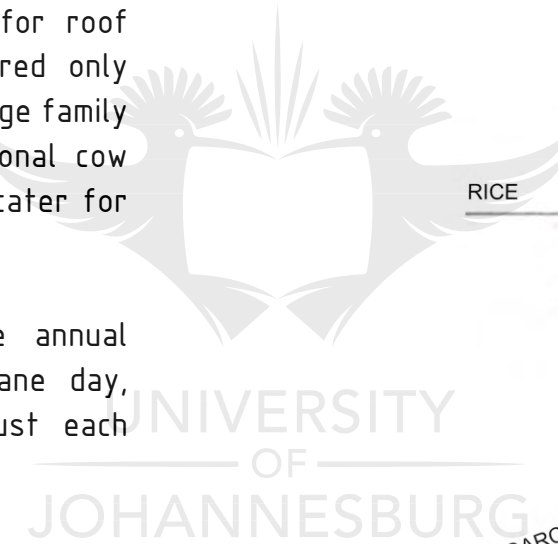 for roof
red only
ge family
onal cow
cater for
RICE
e annual
ane day,
ust each
UNIVERSITY
OF
JOHANNESBURG